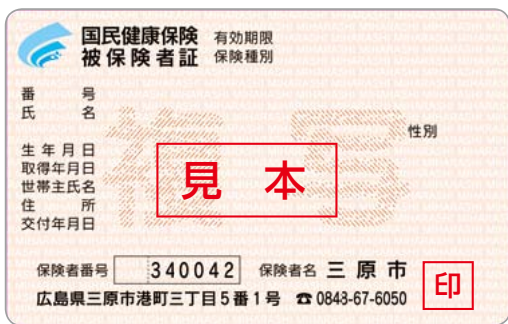 国民健康保険 有効期限
被保険者証 保険種別
番号
氏名
性別
生年月日
取得年月日
世帯主氏名
住所
交付年月日
複写
見本
保険者番号 340042 保険者名 三原市
印
広島県三原市港町三丁目5番1号 ☎0848-67-6050